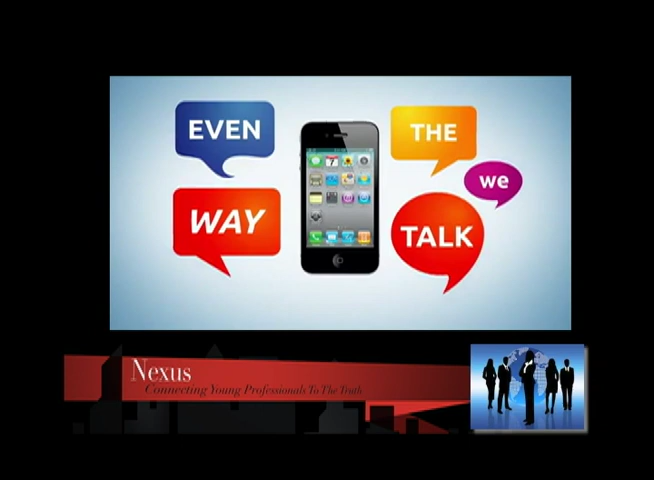 EVEN
THE
we
WAY
TALK
Nexus
Connecting Young Professionals To The Truth